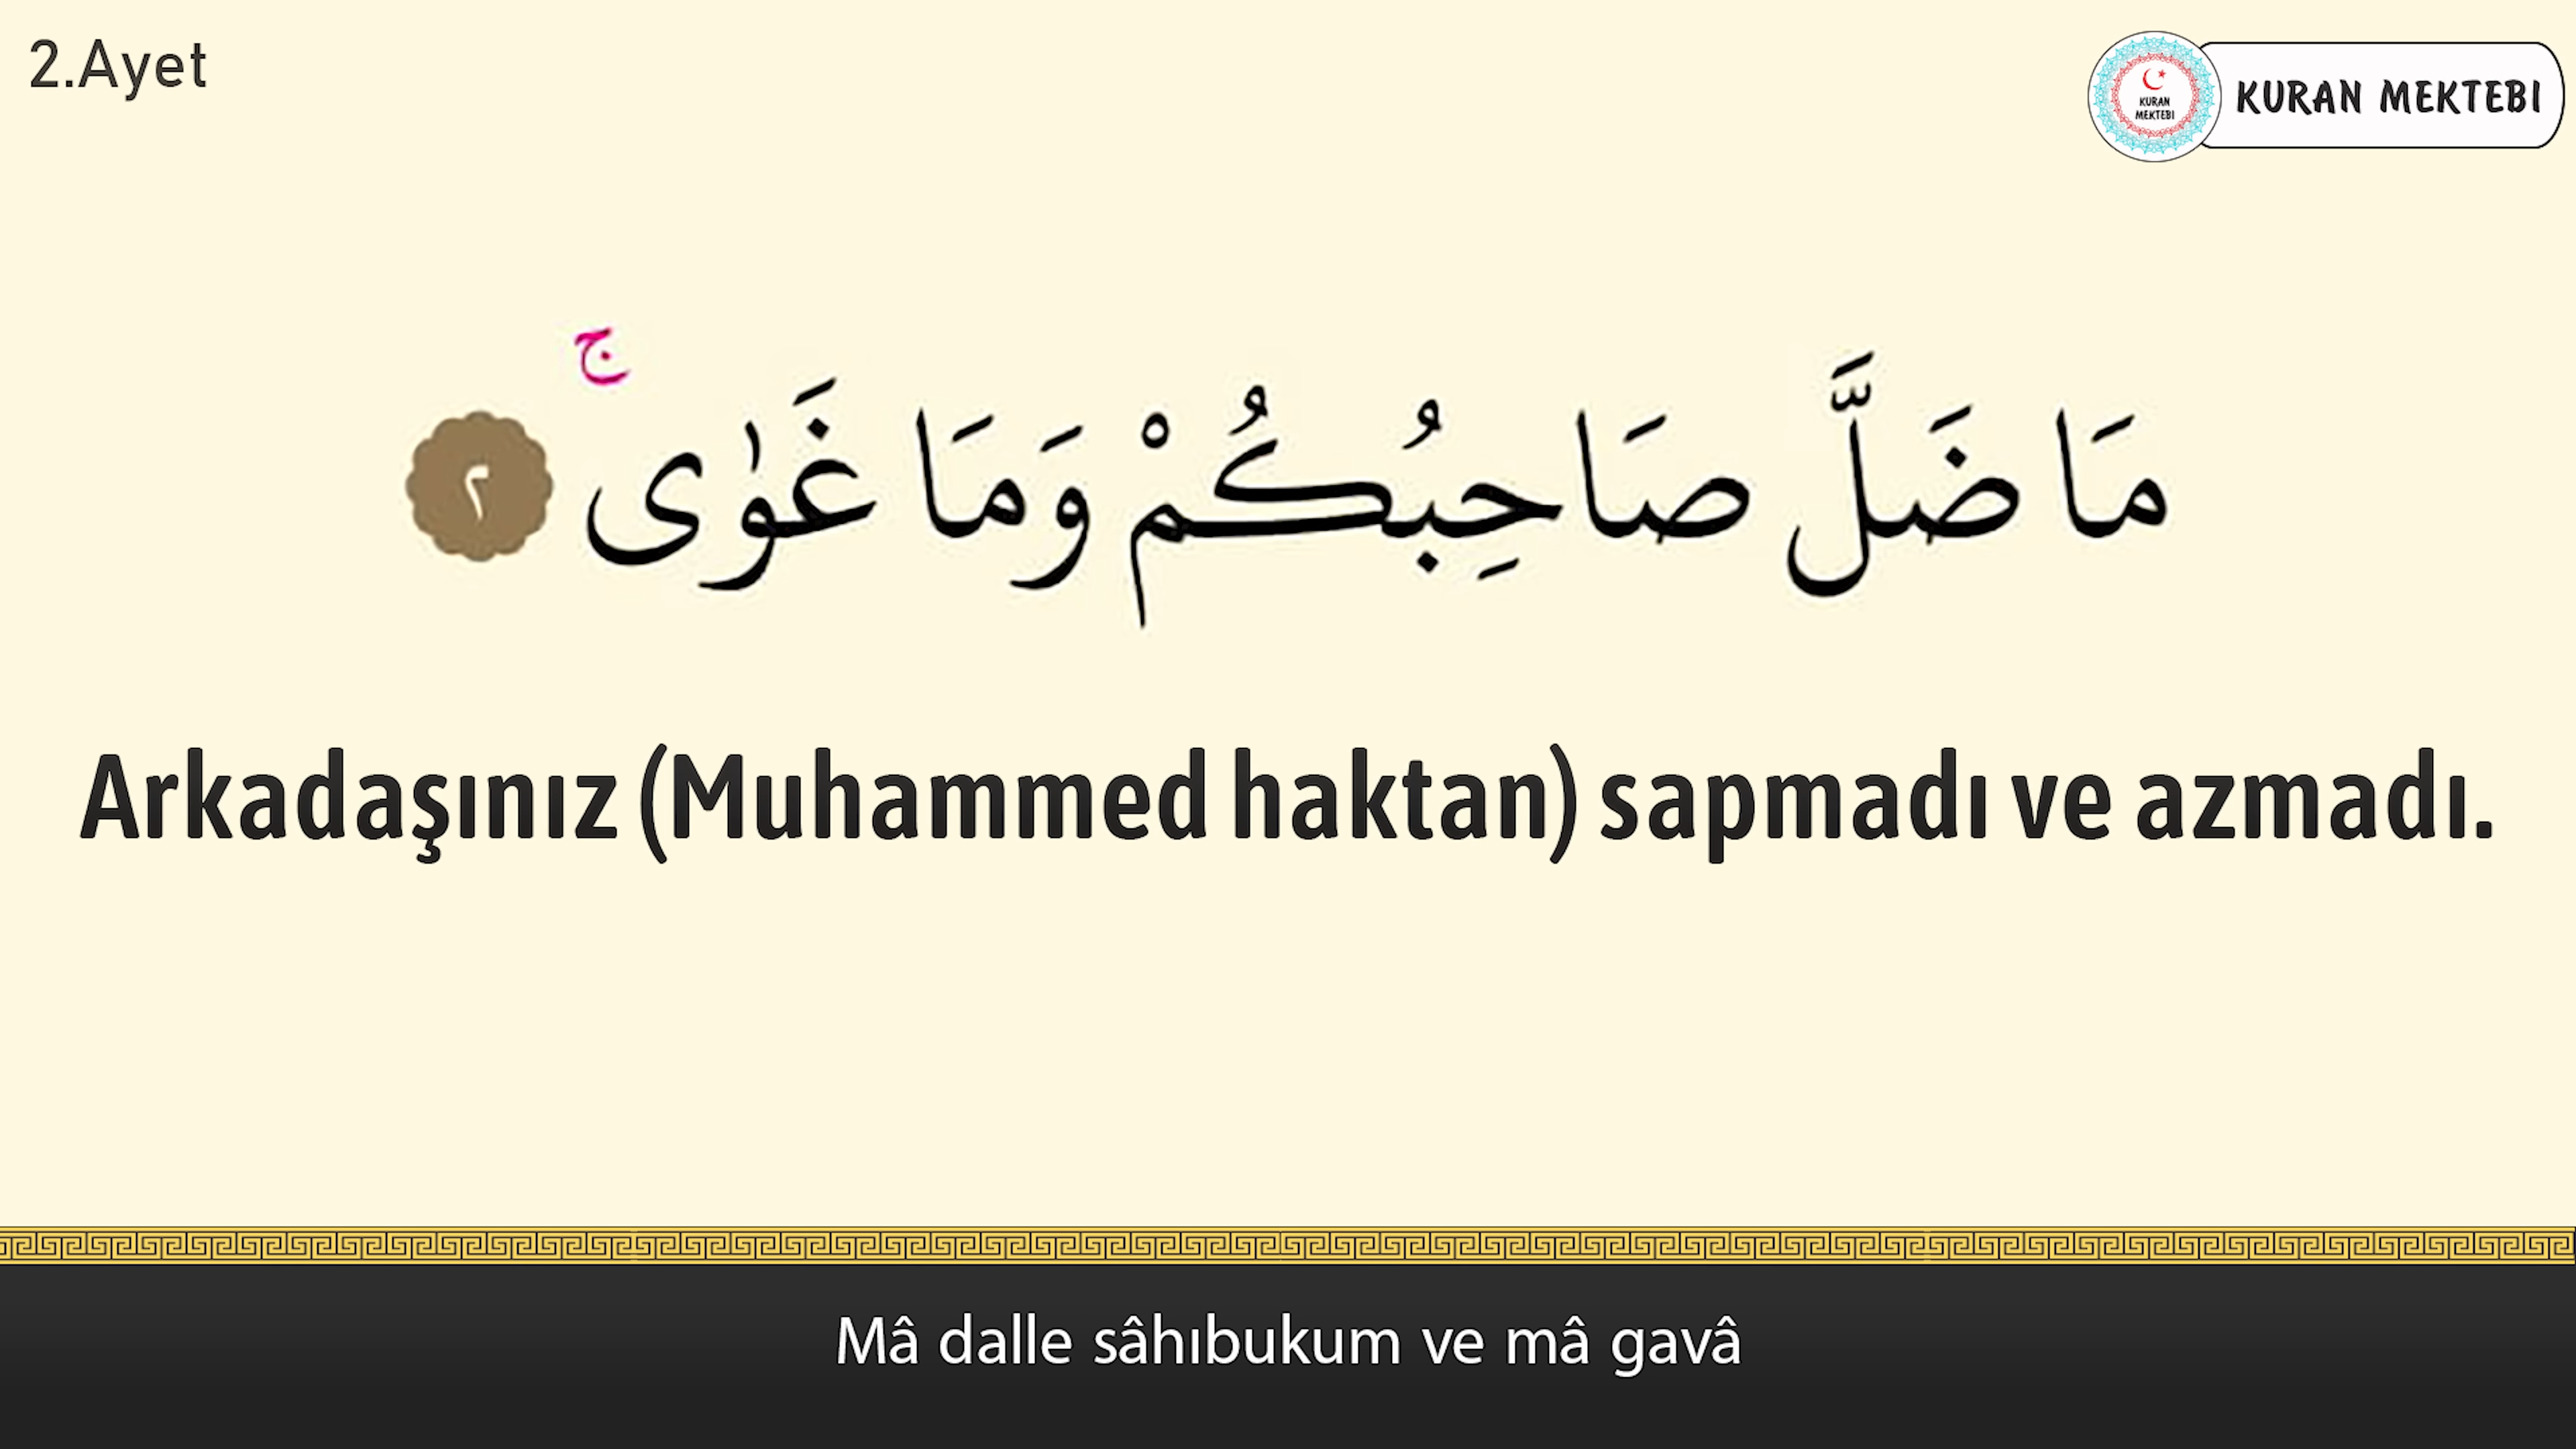 2.Ayet
KURAN
MEKTEBI
KURAN MEKTEBI
مَا ضَلَّ صَاحِبُكُمْ وَمَا غَوٰىۚ ٢
Arkadaşınız (Muhammed haktan) sapmadı ve azmadı.
Mâ dalle sâhıbukum ve mâ gavâ